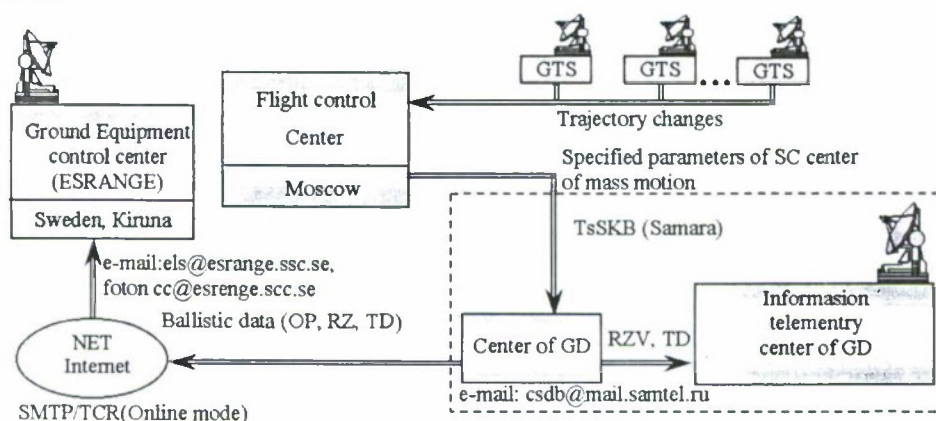 GTS
GTS
...
GTS
Trajectory changes
Flight control
Center
Moscow
Ground Equipment
control center
(ESRANGE)
Sweden, Kiruna
Specified parameters of SC center
of mass motion
TsSKB (Samara)
e-mail:els@esrange.ssc.se,
foton cc@esrenge.scc.se
Ballistic data (OP, RZ, TD)
NET
Internet
SMTP/TCR(Online mode)
Center of GD
RZV, TD
Informasion
telementry
center of GD
e-mail: csdb@mail.samtel.ru